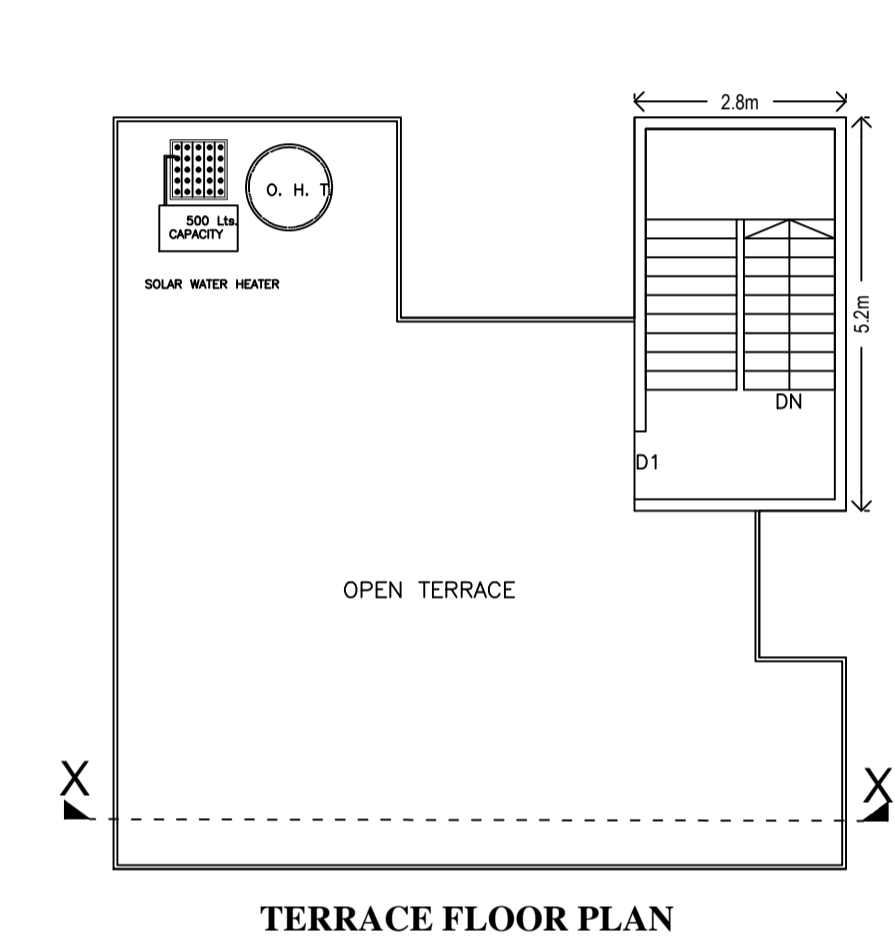 2.8m
O. H. T
500 Lts.
CAPACITY
SOLAR WATER HEATER
5.2m
DN
D1
OPEN TERRACE
X
X
TERRACE FLOOR PLAN